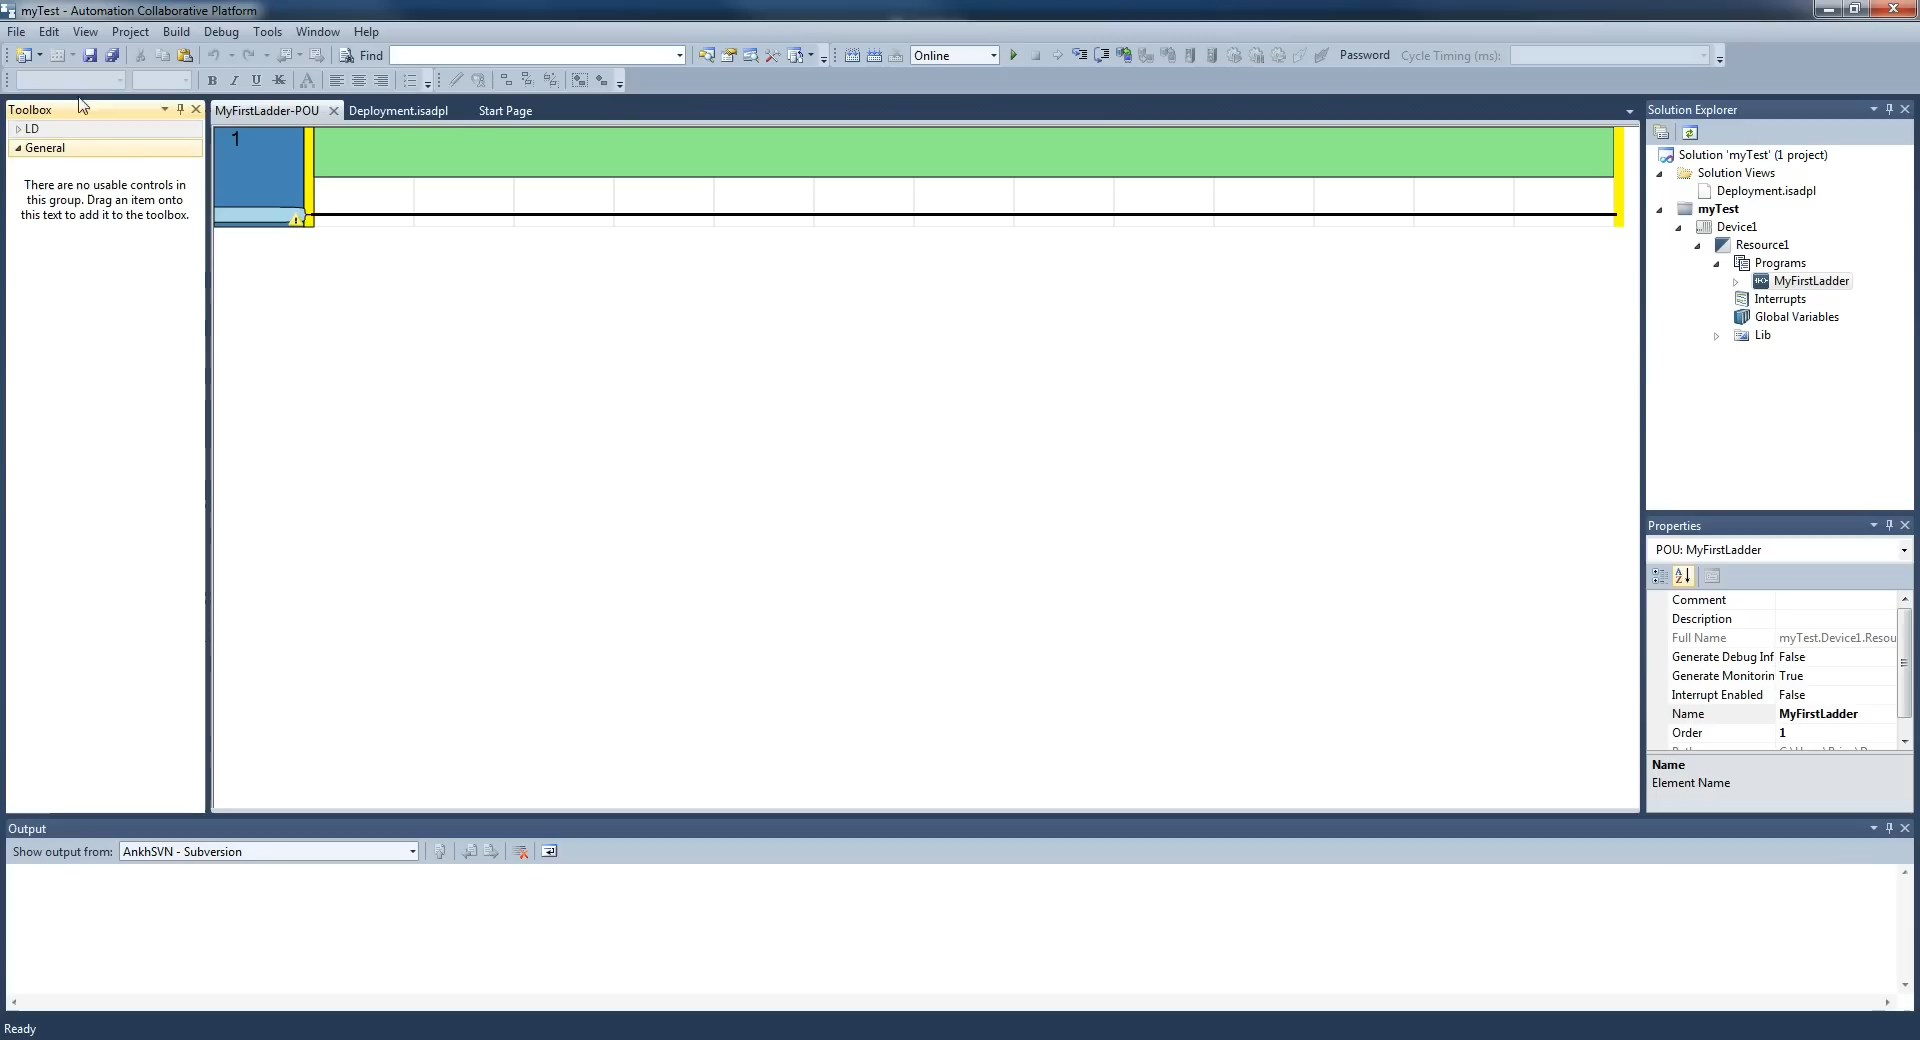 myTest - Automation Collaborative Platform
File Edit View Project Build Debug Tools Window Help
Find Online Password Cycle Timing (ms):
Toolbox
LD
General
There are no usable controls in
this group. Drag an item onto
this text to add it to the toolbox.
MyFirstLadder-POU Deployment.isadpl Start Page
1
Solution Explorer
Solution 'myTest' (1 project)
Solution Views
Deployment.isadpl
myTest
Device1
Resource1
Programs
MyFirstLadder
Interrupts
Global Variables
Lib
Properties
POU: MyFirstLadder
Comment
Description
Full Name myTest.Device1.Resou
Generate Debug Inf False
Generate Monitorin True
Interrupt Enabled False
Name MyFirstLadder
Order 1
Name
Element Name
Output
Show output from: AnkhSVN - Subversion
Ready